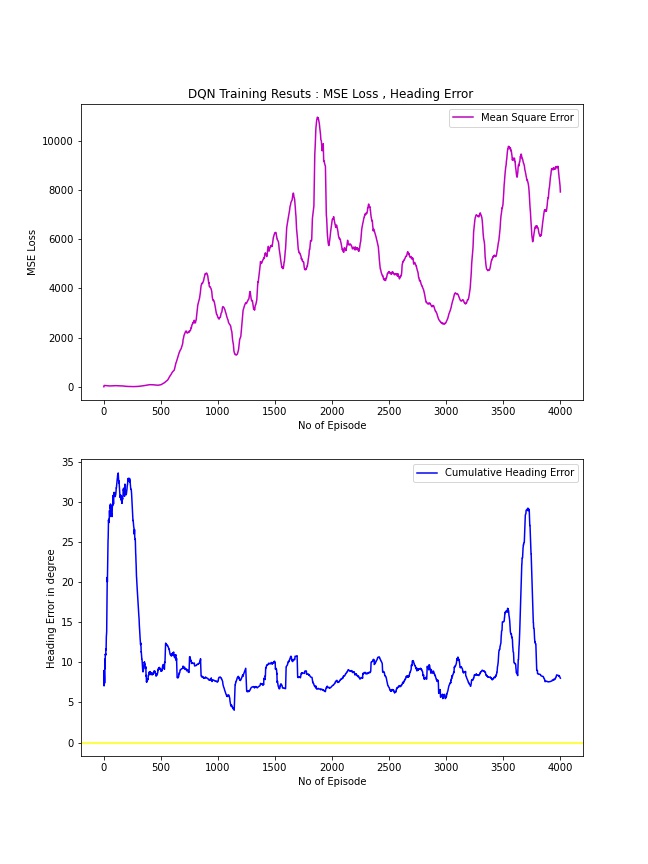 DQN Training Resuts : MSE Loss , Heading Error
Mean Square Error
MSE Loss
10000
8000
6000
4000
2000
0
0 500 1000 1500 2000 2500 3000 3500 4000
No of Episode
Cumulative Heading Error
Heading Error in degree
35
30
25
20
15
10
5
0
0 500 1000 1500 2000 2500 3000 3500 4000
No of Episode